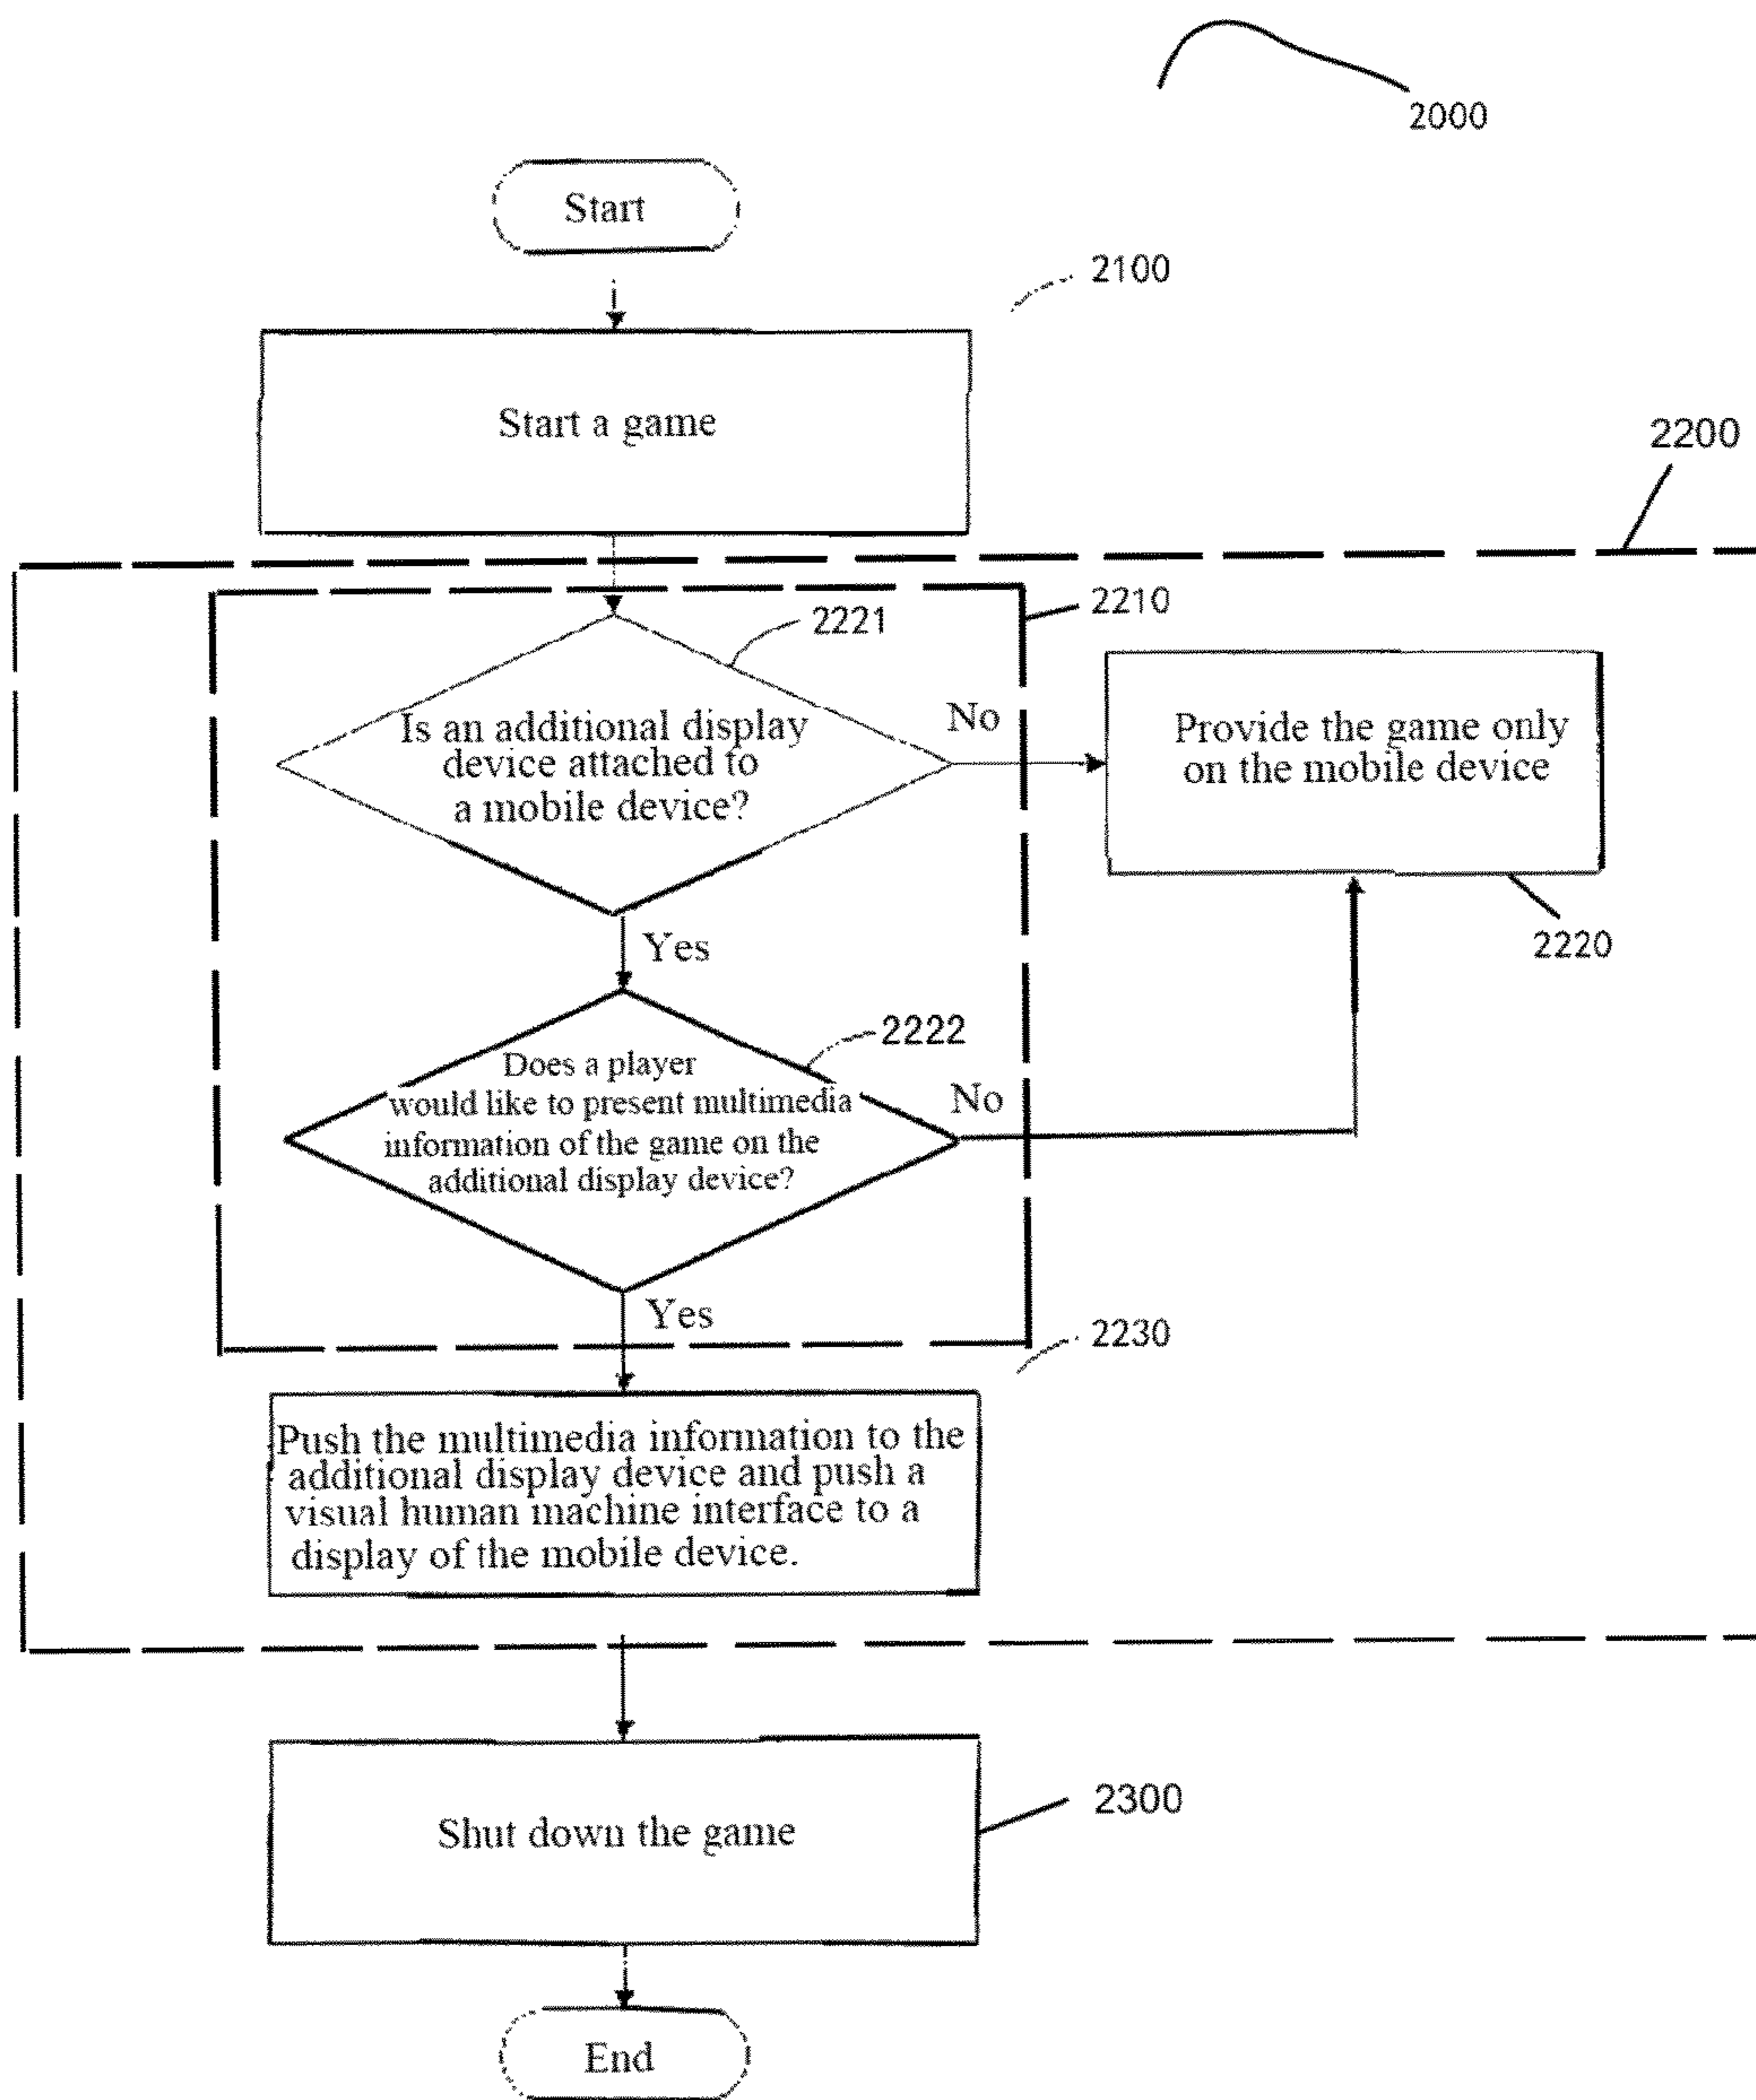 2000
Start
2100
Start a game
2200
2210
2221
Is an additional display
device attached to
a mobile device?
No
Provide the game only
on the mobile device
2220
Yes
2222
Does a player
would like to present multimedia
information of the game on the
additional display device?
No
Yes
2230
Push the multimedia information to the
additional display device and push a
visual human machine interface to a
display of the mobile device.
Shut down the game
2300
End